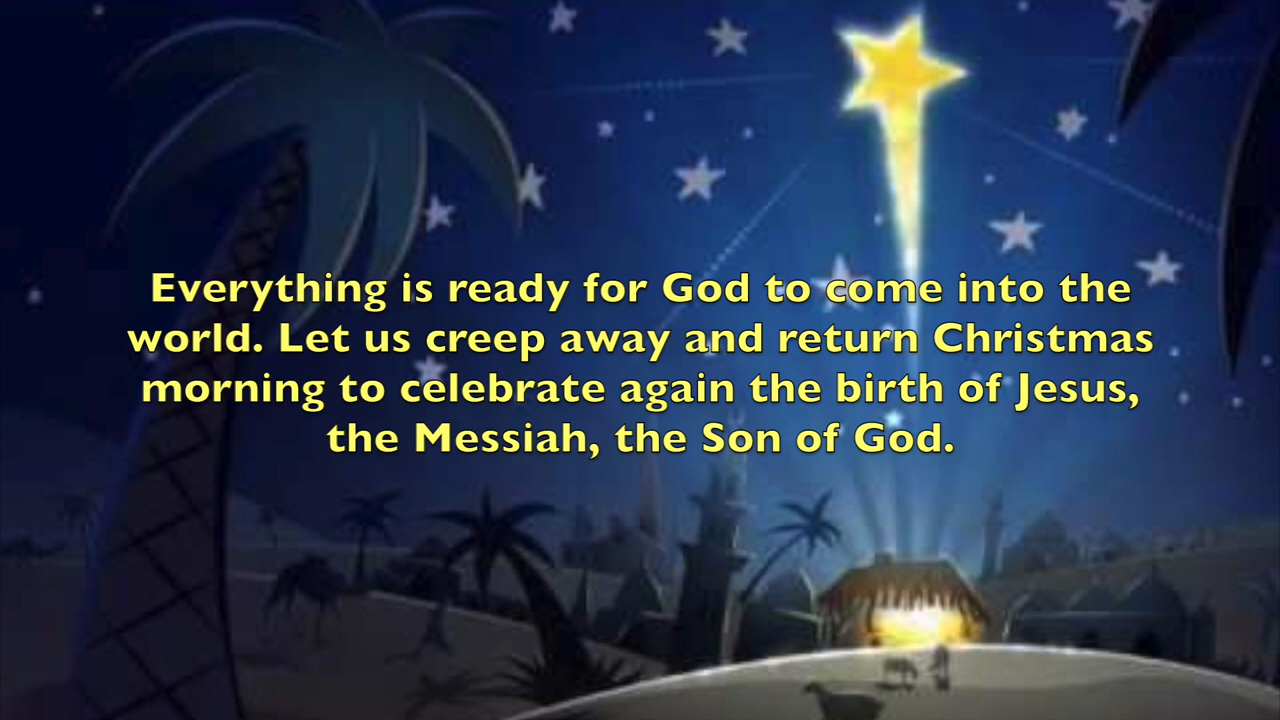 Everything is ready for God to come into the
world. Let us creep away and return Christmas
morning to celebrate again the birth of Jesus,
the Messiah, the Son of God.